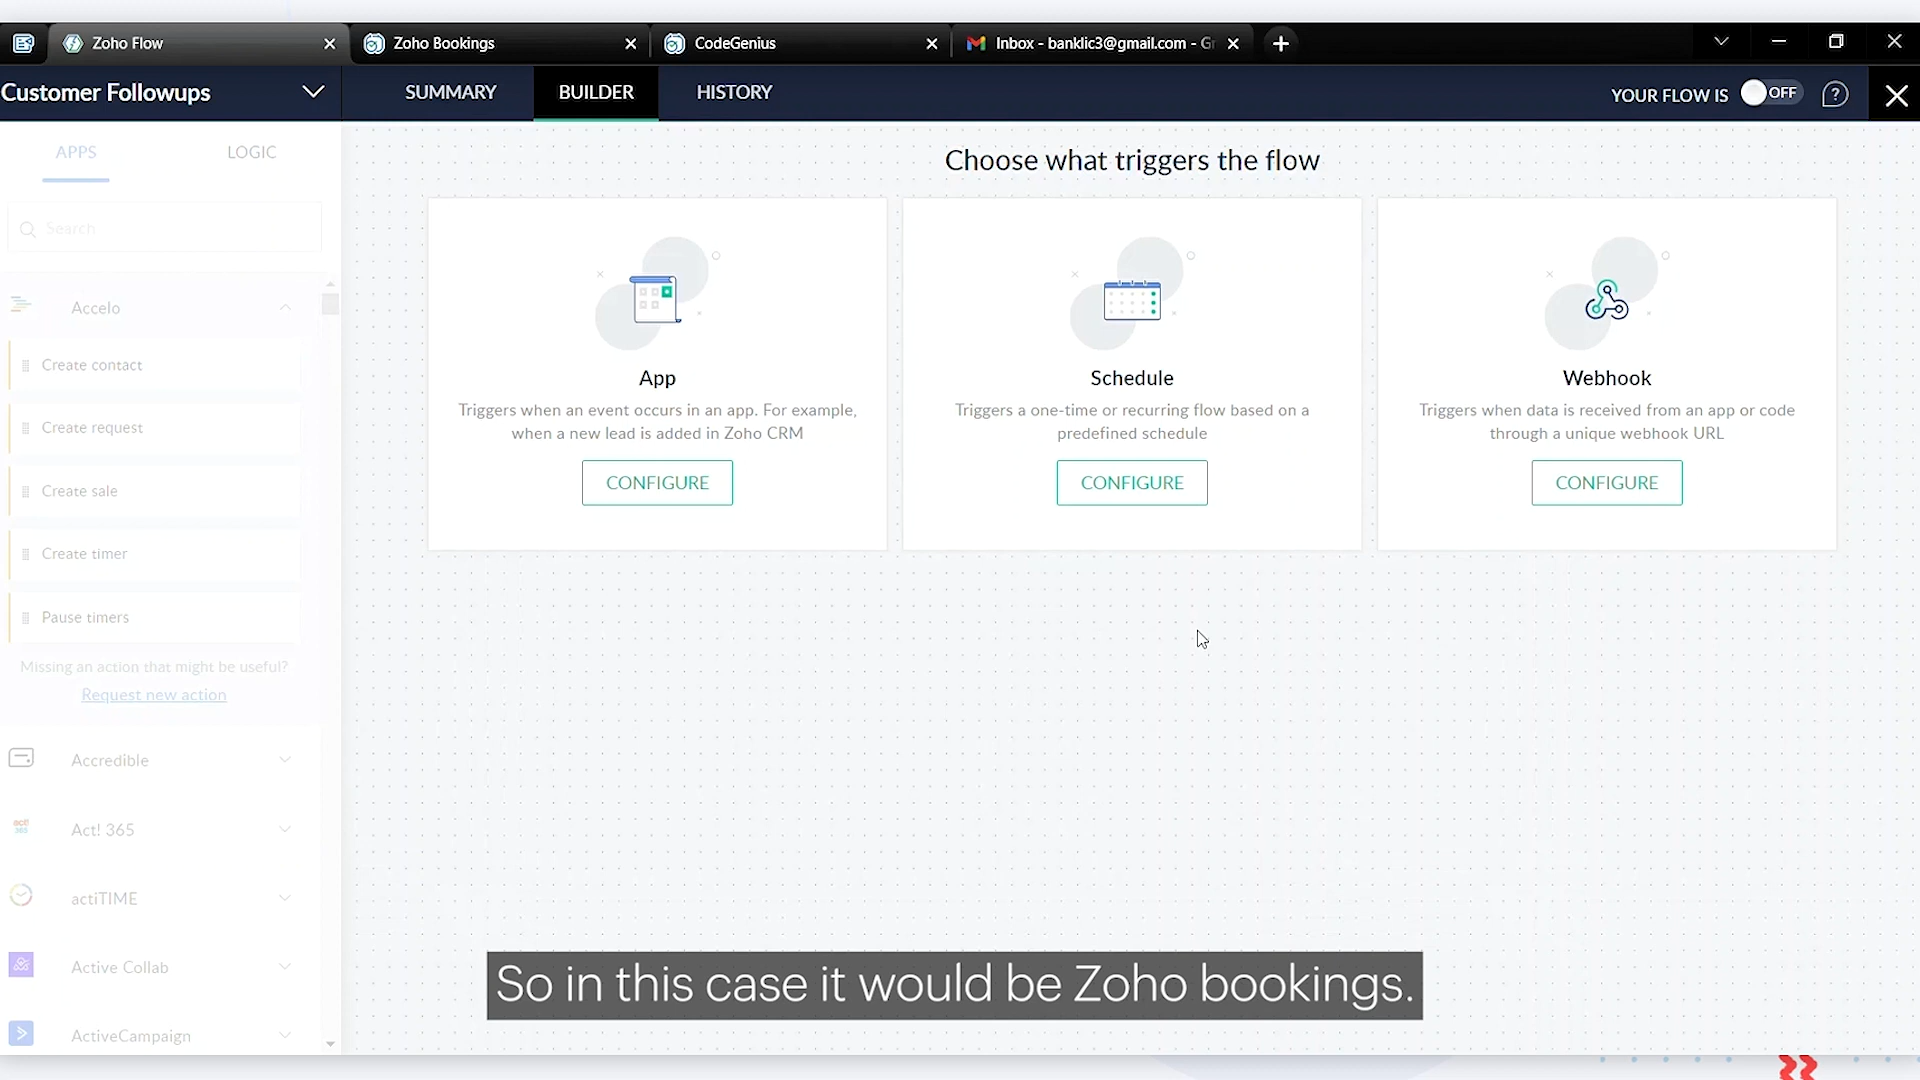 Zoho Flow
Zoho Bookings
CodeGenius
Inbox - banklic3@gmail.com - Gr
Customer Followups
SUMMARY
BUILDER
HISTORY
YOUR FLOW IS
OFF
?
APPS
LOGIC
Search
Accelo
Create contact
Create request
Create sale
Create timer
Pause timers
Missing an action that might be useful?
Request new action
Accredible
act!
365
Act! 365
actiTIME
Active Collab
ActiveCampaign
Choose what triggers the flow
App
Triggers when an event occurs in an app. For example,
when a new lead is added in Zoho CRM
CONFIGURE
Schedule
Triggers a one-time or recurring flow based on a
predefined schedule
CONFIGURE
Webhook
Triggers when data is received from an app or code
through a unique webhook URL
CONFIGURE
So in this case it would be Zoho bookings.